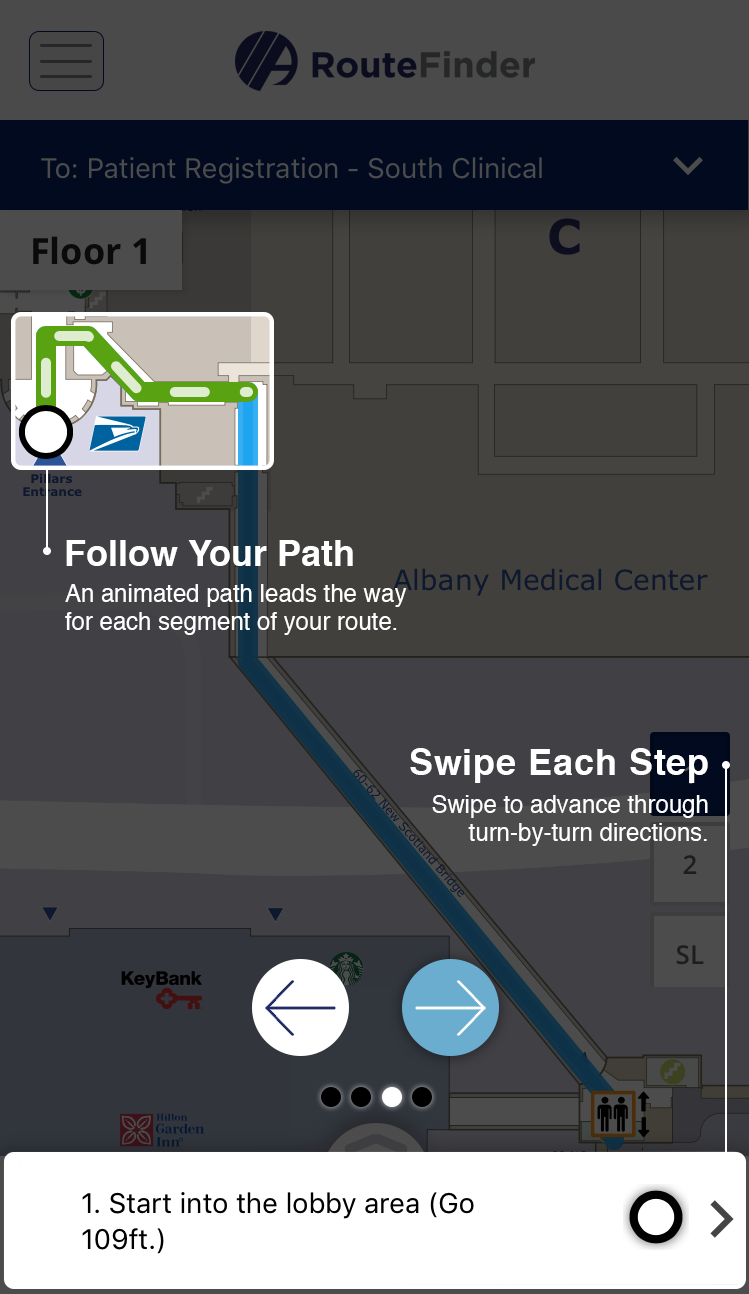 RouteFinder
To: Patient Registration - South Clinical
Floor 1
C
Pillars
Entrance
Follow Your Path
An animated path leads the way
for each segment of your route.
Albany Medical Center
Swipe Each Step
Swipe to advance through
turn-by-turn directions.
60-62 New Scotland Bridge
2
SL
KeyBank
Hilton
Garden
Inn®
1. Start into the lobby area (Go
109ft.)